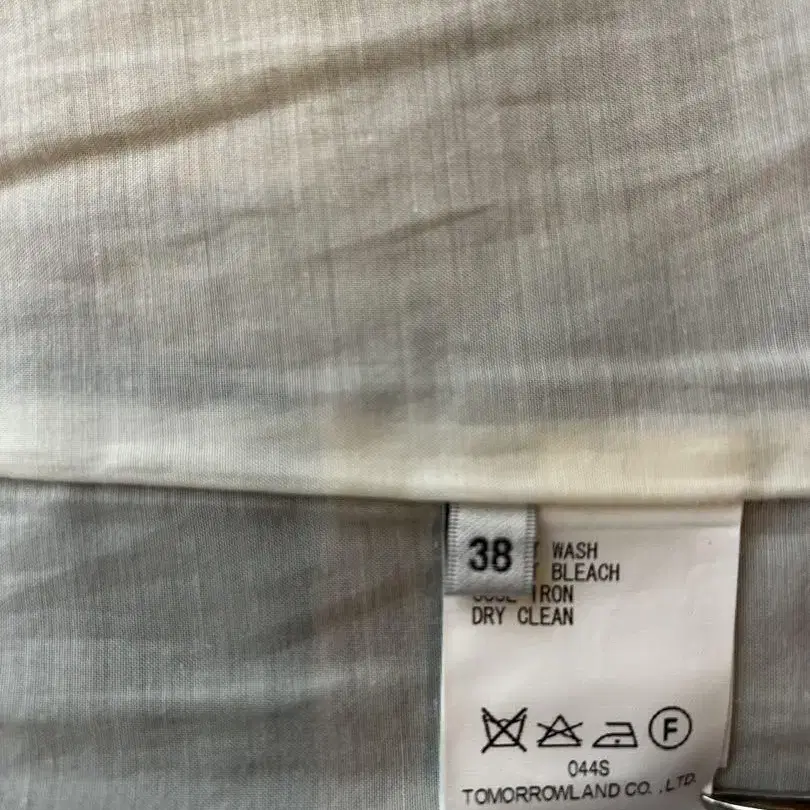 38
WASH
BLEACH
IRON
DRY CLEAN
F
044S
TOMORROWLAND CO.,LTD.